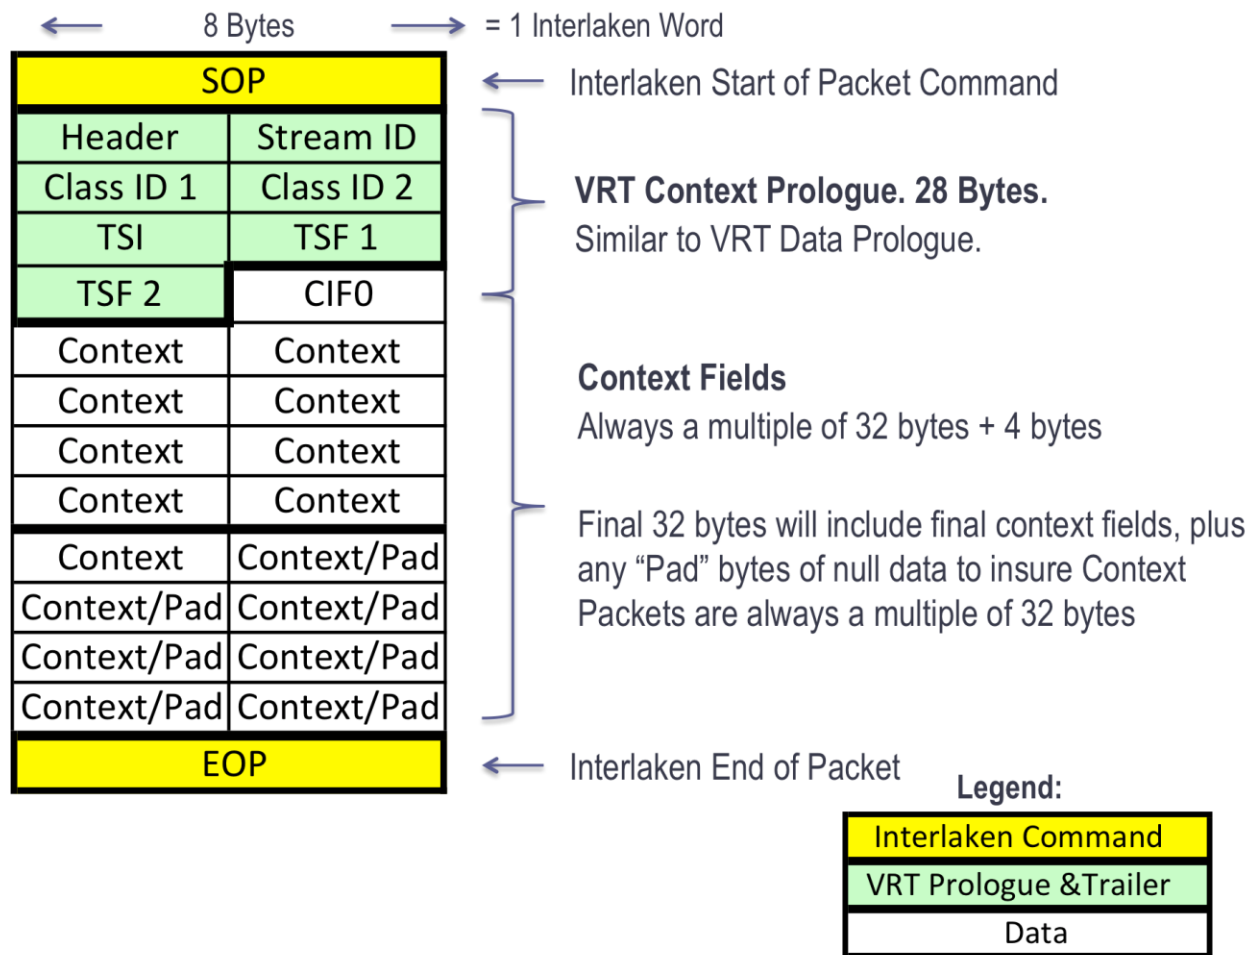 8 Bytes = 1 Interlaken Word
SOP
Interlaken Start of Packet Command
Header Stream ID
Class ID 1 Class ID 2
TSI TSF 1
TSF 2 CIF0
VRT Context Prologue. 28 Bytes.
Similar to VRT Data Prologue.
Context Context
Context Context
Context Context
Context Context
Context Fields
Always a multiple of 32 bytes + 4 bytes
Context Context/Pad
Context/Pad Context/Pad
Context/Pad Context/Pad
Context/Pad Context/Pad
Final 32 bytes will include final context fields, plus
any “Pad” bytes of null data to insure Context
Packets are always a multiple of 32 bytes
EOP
Interlaken End of Packet
Legend:
Interlaken Command
VRT Prologue &Trailer
Data